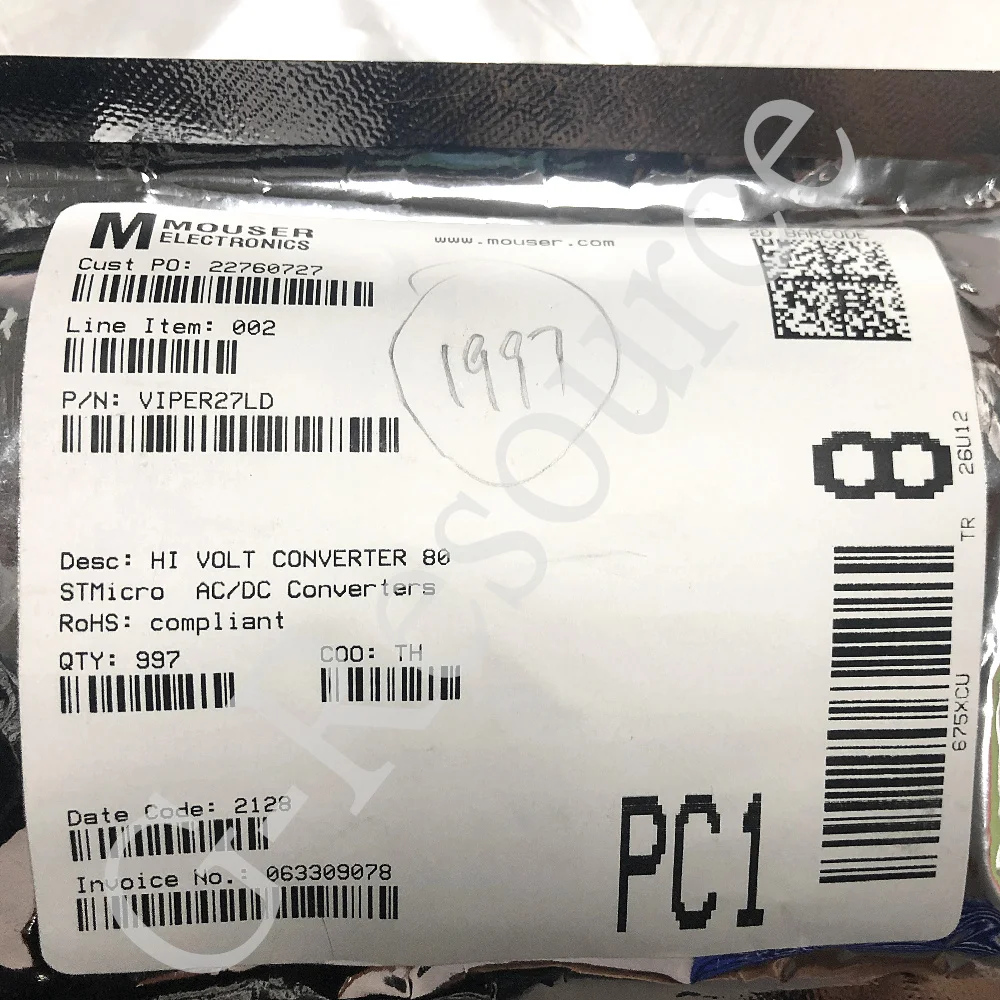 M MOUSER
ELECTRONICS
www.mouser.com
2D BARCODE
Cust PO: 22760727
1997
Line Item: 002
P/N: VIPER27LD
8
26U12
TR
Desc: HI VOLT CONVERTER 80
STMicro AC/DC Converters
RoHS: compliant
QTY: 997 COO: TH
675XCU
Date Code: 2128
Invoice No.: 063309078
PC1